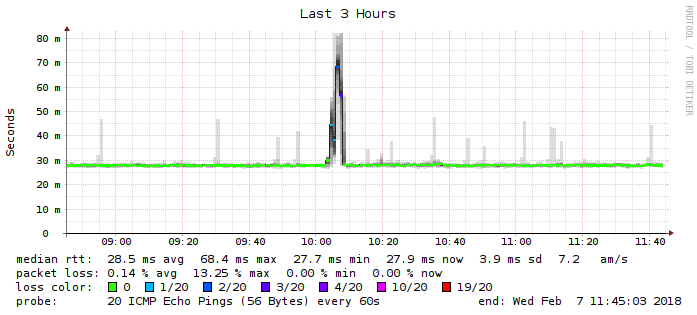 Last 3 Hours
RRDTOOL / TOBI OETIKER
Seconds
80 m
70 m
60 m
50 m
40 m
30 m
20 m
10 m
0
09:00 09:20 09:40 10:00 10:20 10:40 11:00 11:20 11:40
median rtt: 28.5 ms avg 68.4 ms max 27.7 ms min 27.9 ms now 3.9 ms sd 7.2 am/s
packet loss: 0.14 % avg 13.25 % max 0.00 % min 0.00 % now
loss color: 0 1/20 2/20 3/20 4/20 10/20 19/20
probe: 20 ICMP Echo Pings (56 Bytes) every 60s end: Wed Feb 7 11:45:03 2018